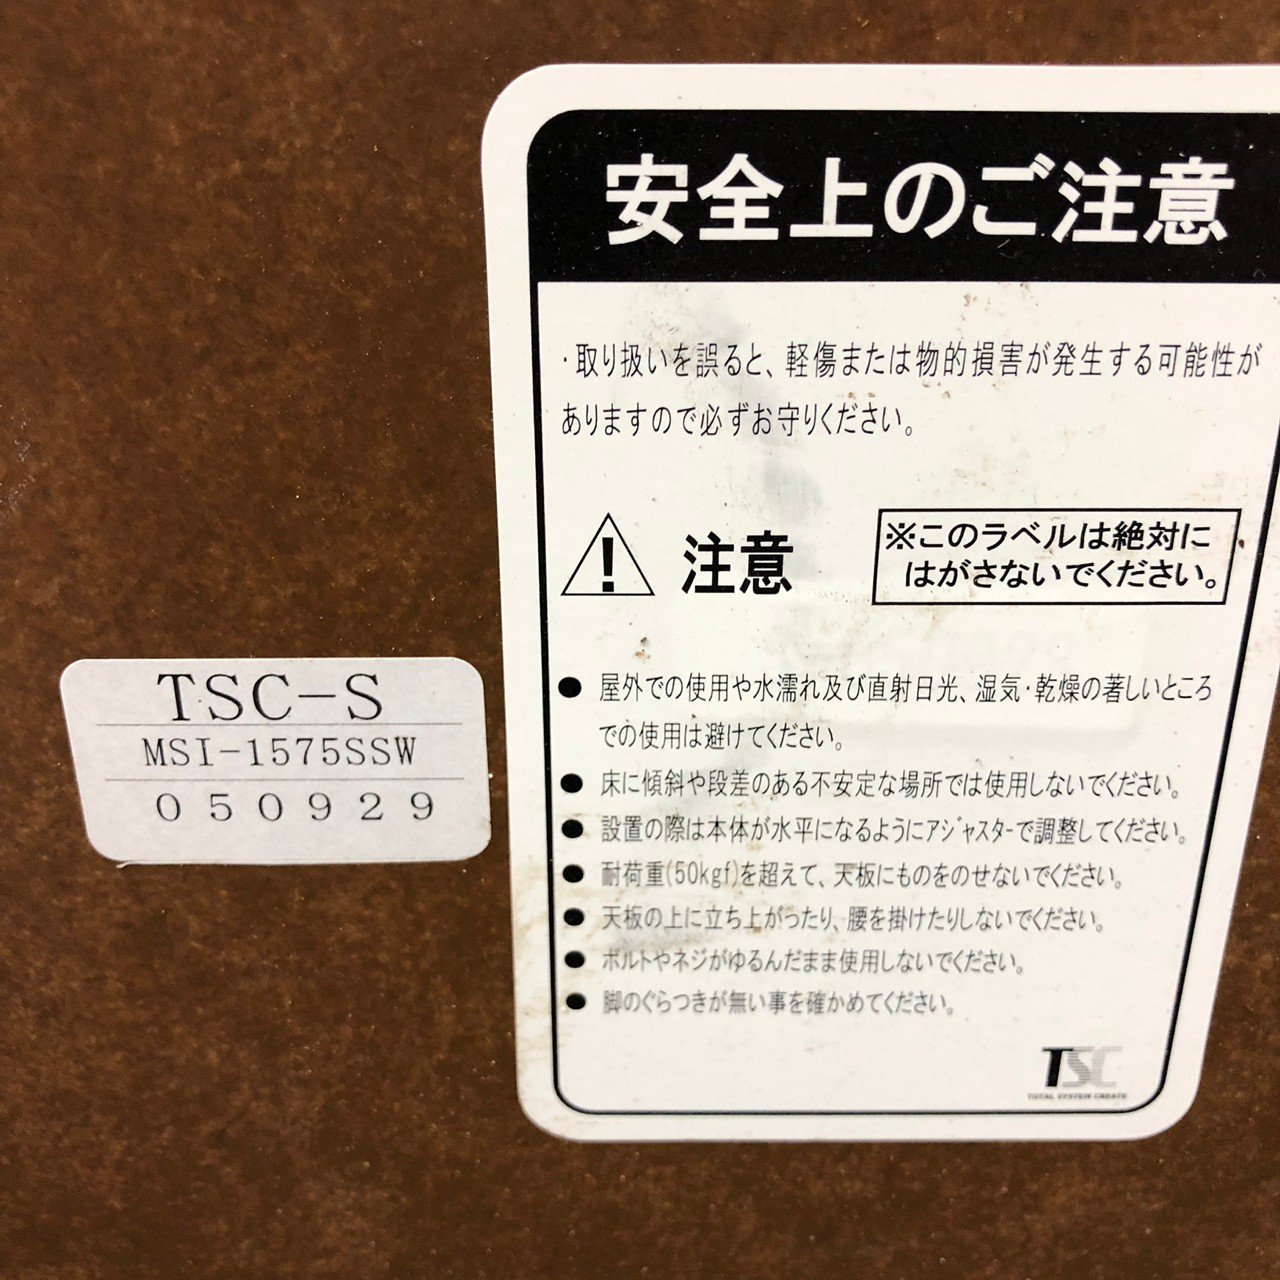 安全上のご注意
・取り扱いを誤ると、軽傷または物的損害が発生する可能性が
ありますので必ずお守りください。
注意
※このラベルは絶対に
はがさないでください。
● 屋外での使用や水濡れ及び直射日光、湿気・乾燥の著しいところ
での使用は避けてください。
● 床に傾斜や段差のある不安定な場所では使用しないでください。
● 設置の際は本体が水平になるようにアジャスターで調整してください。
● 耐荷重(50kgf)を超えて、天板にものをのせないでください。
● 天板の上に立ち上がったり、腰を掛けたりしないでください。
● ボルトやネジがゆるんだまま使用しないでください。
● 脚のぐらつきが無い事を確かめてください。
TSC
TOTAL SYSTEM CREATE
TSC-S
MSI-1575SSW
050929